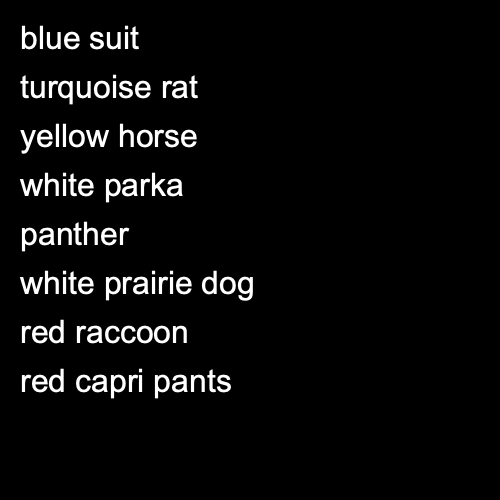 blue suit
turquoise rat
yellow horse
white parka
panther
white prairie dog
red raccoon
red capri pants